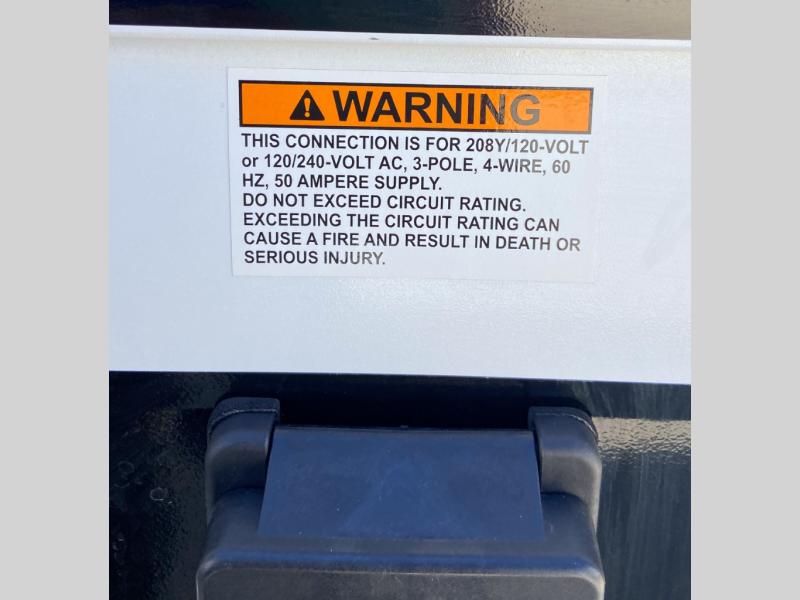 WARNING
THIS CONNECTION IS FOR 208Y/120-VOLT
or 120/240-VOLT AC, 3-POLE, 4-WIRE, 60
HZ, 50 AMPERE SUPPLY.
DO NOT EXCEED CIRCUIT RATING.
EXCEEDING THE CIRCUIT RATING CAN
CAUSE A FIRE AND RESULT IN DEATH OR
SERIOUS INJURY.